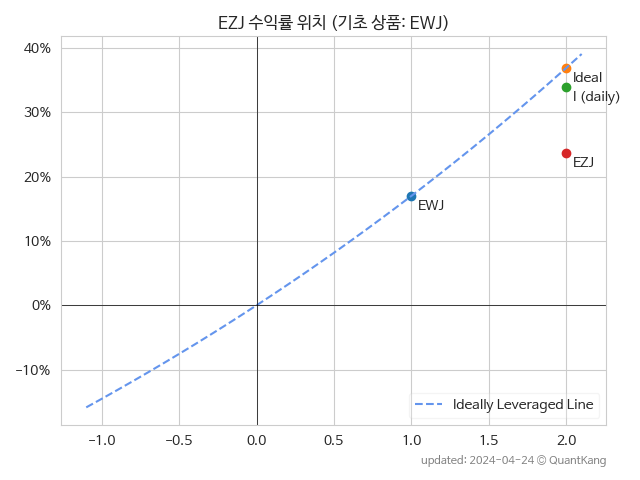 EZJ 수익률 위치 (기초 상품: EWJ)
40%
30%
20%
10%
0%
−10%
Ideal
I (daily)
EZJ
EWJ
Ideally Leveraged Line
−1.0 −0.5 0.0 0.5 1.0 1.5 2.0
updated: 2024-04-24 © QuantKang